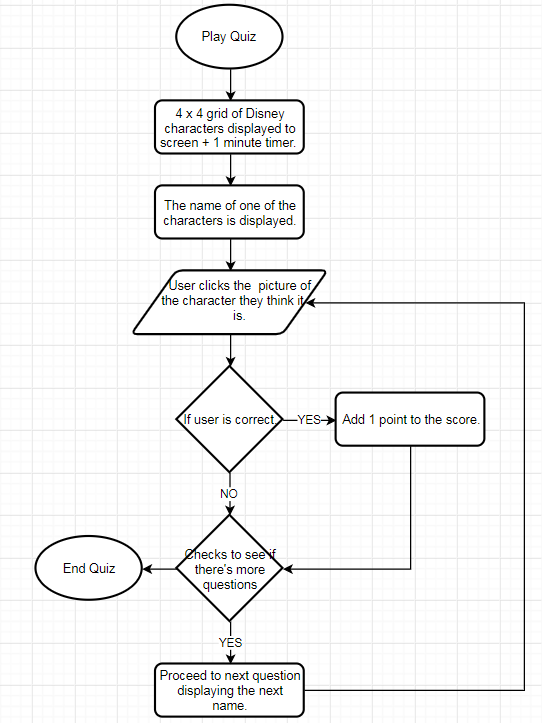 Play Quiz
4 x 4 grid of Disney
characters displayed to
screen + 1 minute timer.
The name of one of the
characters is displayed.
User clicks the picture of
the character they think it
is.
If user is correct.
YES
Add 1 point to the score.
NO
Checks to see if
there's more
questions
End Quiz
YES
Proceed to next question
displaying the next
name.